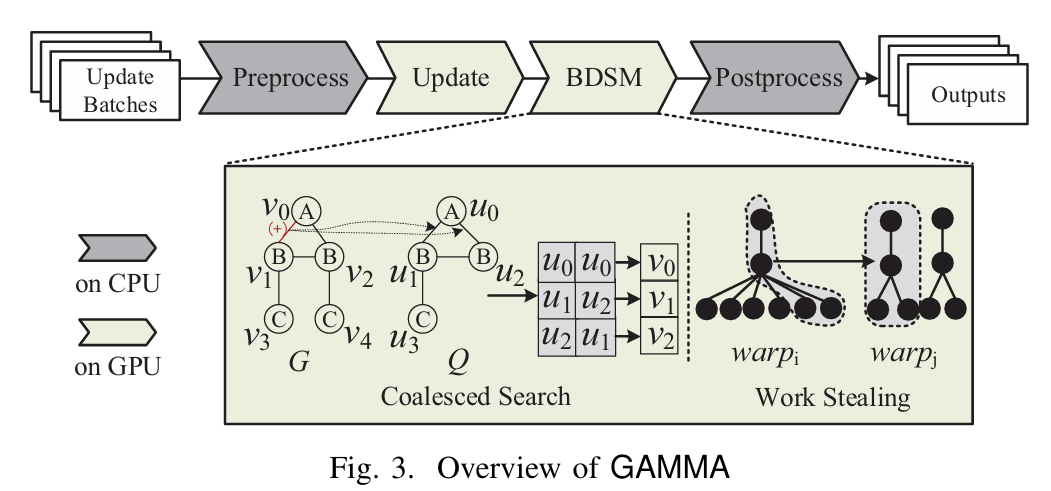 Update
Batches
Preprocess
Update
BDSM
Postprocess
Outputs
on CPU
on GPU
v0 A
(+)
B B
v1 v2
C C
v3 v4
G
A u0
B B
u1 u2
C
u3
Q
u0 u0 v0
u1 u2 v1
u2 u1 v2
Coalesced Search
warpi warpj
Work Stealing
Fig. 3. Overview of GAMMA